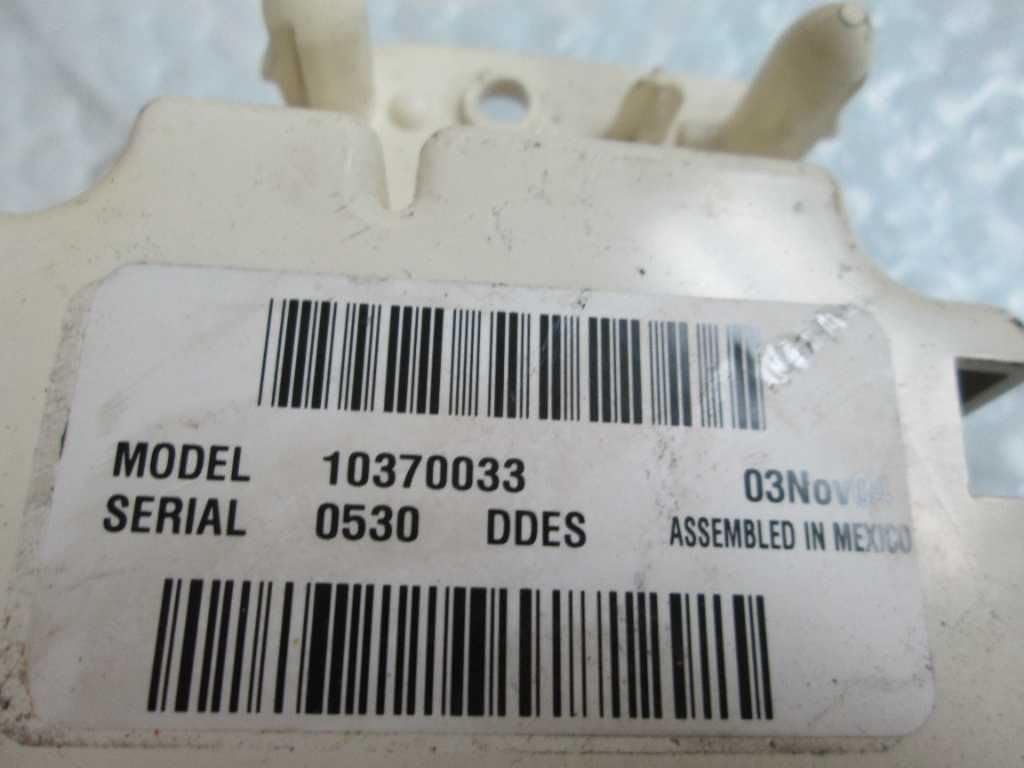 MODEL 10370033
SERIAL 0530 DDES
ASSEMBLED IN MEXICO